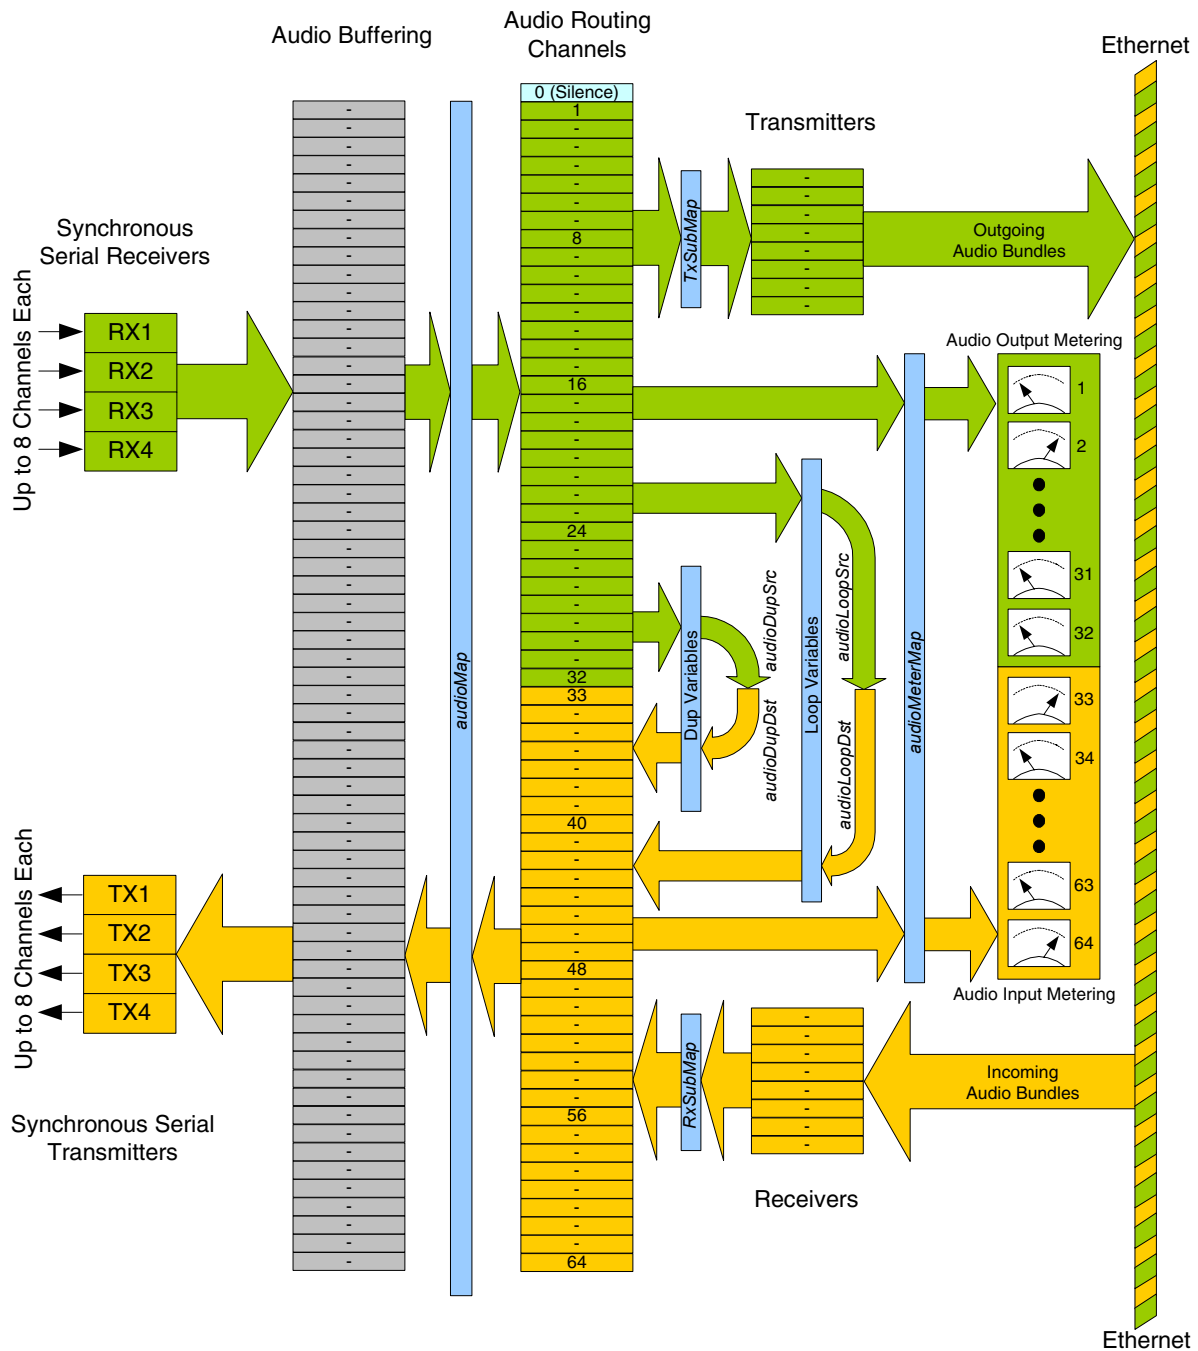 Audio Buffering
Audio Routing
Channels
Ethernet
0 (Silence)
1
8
16
24
32
33
40
48
56
64
Transmitters
TxSubMap
Outgoing
Audio Bundles
Synchronous
Serial Receivers
Up to 8 Channels Each
RX1
RX2
RX3
RX4
audioMap
Audio Output Metering
1
2
31
32
33
34
63
64
Audio Input Metering
audioMeterMap
Dup Variables
audioDupSrc
audioDupDst
Loop Variables
audioLoopSrc
audioLoopDst
Up to 8 Channels Each
TX1
TX2
TX3
TX4
Synchronous Serial
Transmitters
RxSubMap
Incoming
Audio Bundles
Receivers
Ethernet